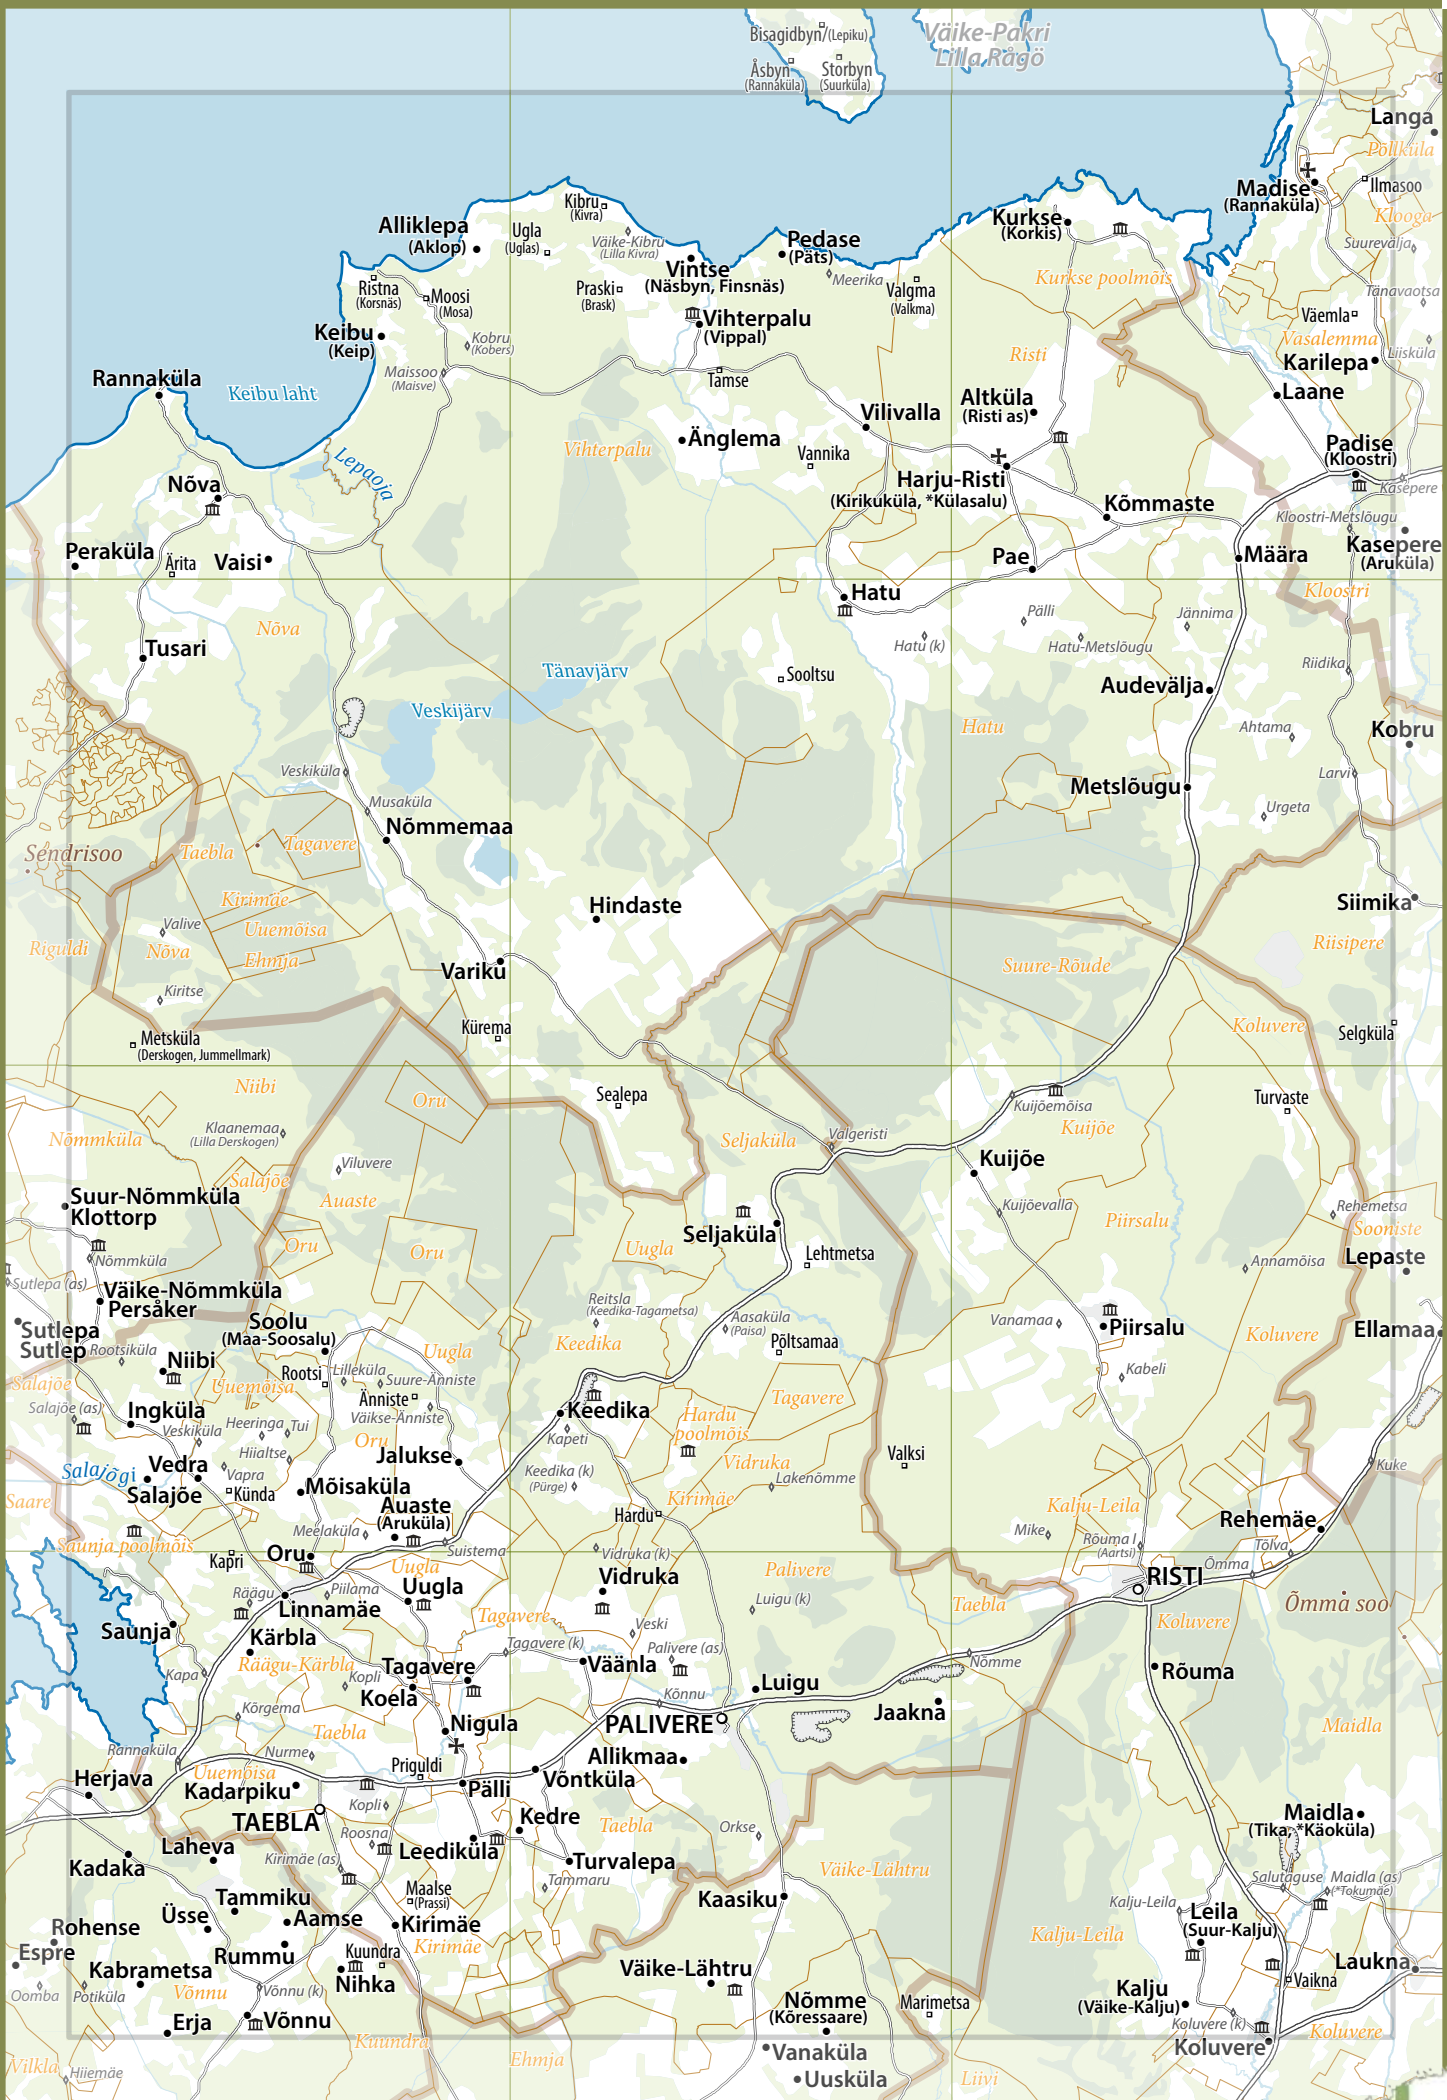 Bisagidbyn/(Lepiku)
Väike-Pakri
Lilla Rågö
Åsbyn
(Rannaküla)
Storbyn
(Suurküla)
Langa
Põllküla
Madise
(Rannaküla)
Ilmasoo
Klooga
Suurevälja
Kibru
(Kivra)
Alliklepa
(Aklop)
Ugla
(Uglas)
Väike-Kibru
(Lilla Kivra)
Vintse
(Näsbyn, Finsnäs)
Pedase
(Päts)
Meerika
Kurkse
(Korkis)
Kurkse poolmõis
Ristna
(Korsnäs)
Moosi
(Mosa)
Praski
(Brask)
Valgma
(Valkma)
Tänavaotsa
Väemla
Vasalemma
Liisküla
Keibu
(Keip)
Kobru
(Kobers)
Vihterpalu
(Vippal)
Risti
Karilepa
Maissoo
(Maisve)
Tamse
Rannaküla
Keibu laht
Laane
Altküla
(Risti as)
Vilivalla
Änglema
Vihterpalu
Vannika
Padise
(Kloostri)
Lepaoja
Harju-Risti
(Kirikuküla, *Külasalu)
Nõva
Kasepere
Kõmmaste
Kloostri-Metslõugu
Kasepere
(Aruküla)
Peraküla
Ärita
Vaisi
Pae
Määra
Kloostri
Hatu
Pälli
Jännima
Nõva
Hatu (k)
Hatu-Metslõugu
Riidika
Tusari
Tänavjärv
Sooltsu
Veskijärv
Audevälja
Hatu
Ahtama
Kobru
Veskiküla
Larvi
Metslõugu
Musaküla
Urgeta
Nõmmemaa
Sendrisoo
Taebla
Tagavere
Kirimäe
Hindaste
Siimika
Valive
Uuemõisa
Riguldi
Nõva
Ehmja
Riisipere
Variku
Suure-Rõude
Kiritse
Kürema
Koluvere
Selgküla
Metsküla
(Derskogen, Jummellmark)
Niibi
Oru
Sealepa
Turvaste
Kuijõemõisa
Klaanemaa
(Lilla Derskogen)
Nõmmküla
Seljaküla
Valgeristi
Kuijõe
Viluvere
Salajõe
Kuijõe
Suur-Nõmmküla
Klottorp
Auaste
Kuijõevalla
Rehemetsa
Piirsalu
Sooniste
Seljaküla
Oru
Oru
Uugla
Lehtmetsa
Lepaste
Nõmmküla
Annamõisa
Sutlepa (as)
Väike-Nõmmküla
Persåker
Reitsla
(Keedika-Tagametsa)
Aasaküla
(Paisa)
Vanamaa
Piirsalu
Koluvere
Ellamaa
Sutlepa
Sutlep
Soolu
(Maa-Soosalu)
Rootsiküla
Uugla
Keedika
Põltsamaa
Niibi
Rootsi
Lilleküla
Suure-Änniste
Kabeli
Salajõe
Uuemõisa
Änniste
Salajõe (as)
Väikse-Änniste
Ingküla
Keedika
Hardu
poolmõis
Tagavere
Veskiküla
Heeringa
Tui
Oru
Kapeti
Hiialtse
Jalukse
Valksi
Vidruka
Kuke
Salajõgi
Vedra
Vapra
Keedika (k)
(Pürge)
Lakenõmme
Salajõe
Künda
Mõisaküla
Kirimäe
Saare
Auaste
(Aruküla)
Kalju-Leila
Hardu
Rehemäe
Meelaküla
Mike
Rõuma I
(Aartsi)
Tõlva
Saunja poolmõis
Suistema
Kapri
Oru
Vidruka (k)
Õmma
Uugla
Palivere
RISTI
Räägu
Piilama
Uugla
Vidruka
Luigu (k)
Taebla
Õmma soo
Linnamäe
Tagavere
Koluvere
Saunja
Veski
Kärbla
Tagavere (k)
Palivere (as)
Räägu-Kärbla
Tagavere
Väänla
Nõmme
Rõuma
Kapa
Kopli
Koela
Luigu
Jaakna
Kõnnu
Kõrgema
Nigula
PALIVERE
Maidla
Taebla
Rannaküla
Nurme
Allikmaa
Priguldi
Uuemõisa
Herjava
Kadarpiku
Pälli
Võntküla
Kopli
Maidla
(Tika, *Käoküla)
TAEBLA
Kedre
Roosna
Taebla
Orkse
Laheva
Leediküla
Kirimäe (as)
Kadaka
Turvalepa
Väike-Lähtru
Tammaru
Salutaguse
Maidla (as)
(*Tokumäe)
Maalse
(Prassi)
Tammiku
Kaasiku
Kalju-Leila
Üsse
Aamse
Kirimäe
Leila
(Suur-Kalju)
Rohense
Kalju-Leila
Espre
Rummu
Kuundra
Kirimäe
Kabrametsa
Nihka
Väike-Lähtru
Laukna
Vaikna
Oomba
Potiküla
Võnnu
Võnnu (k)
Kalju
(Väike-Kalju)
Nõmme
(Kõressaare)
Marimetsa
Erja
Võnnu
Koluvere (k)
Koluvere
Kuundra
Koluvere
Vilkla
Ehmja
Vanaküla
Hiiemäe
Uusküla
Liivi